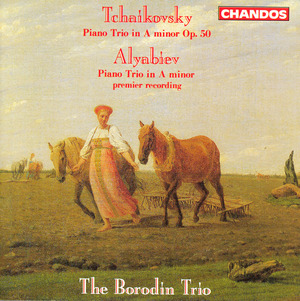 Tchaikovsky
CHANDOS
Piano Trio in A minor Op. 50
Alyabiev
Piano Trio in A minor
premier recording
The Borodin Trio